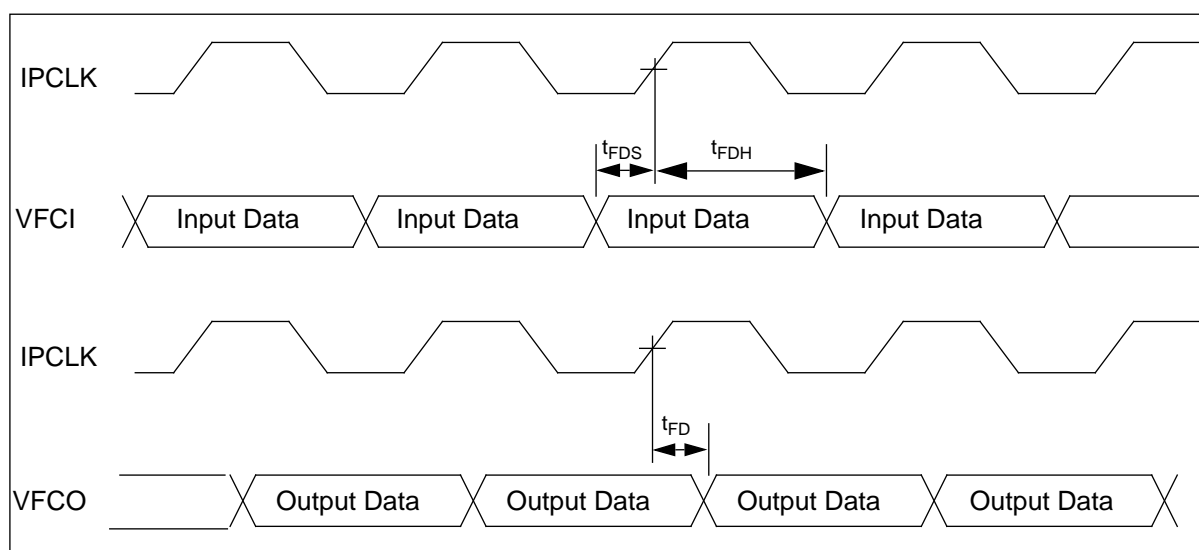 IPCLK
tFDS
tFDH
VFCI
Input Data Input Data Input Data Input Data
IPCLK
tFD
VFCO
Output Data Output Data Output Data Output Data